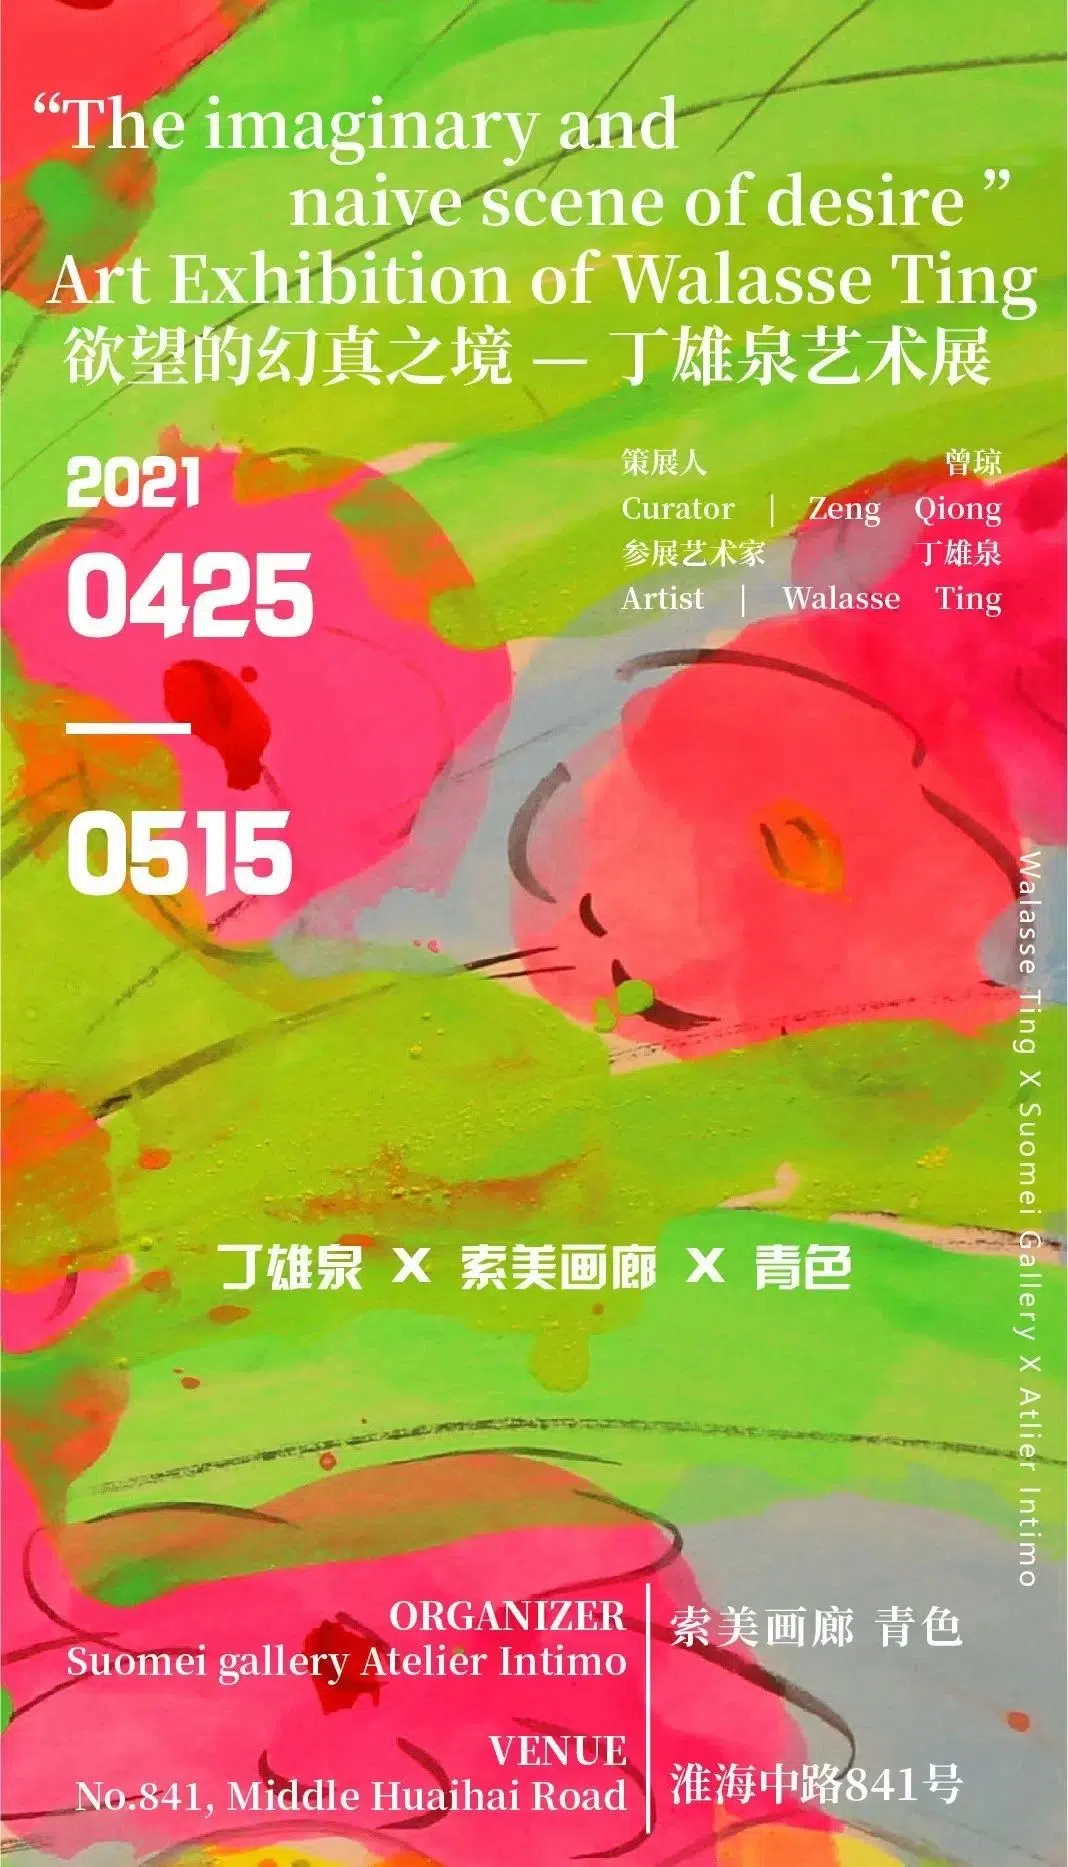 “The imaginary and
naive scene of desire ”
Art Exhibition of Walasse Ting
欲望的幻真之境 — 丁雄泉艺术展
2021
0425
—
0515
策展人 曾琼
Curator | Zeng Qiong
参展艺术家 丁雄泉
Artist | Walasse Ting
Walasse Ting X Suomei Gallery X Atlier Intimo
丁雄泉 X 索美画廊 X 青色
ORGANIZER
Suomei gallery Atelier Intimo
索美画廊 青色
VENUE
No.841, Middle Huaihai Road
淮海中路841号